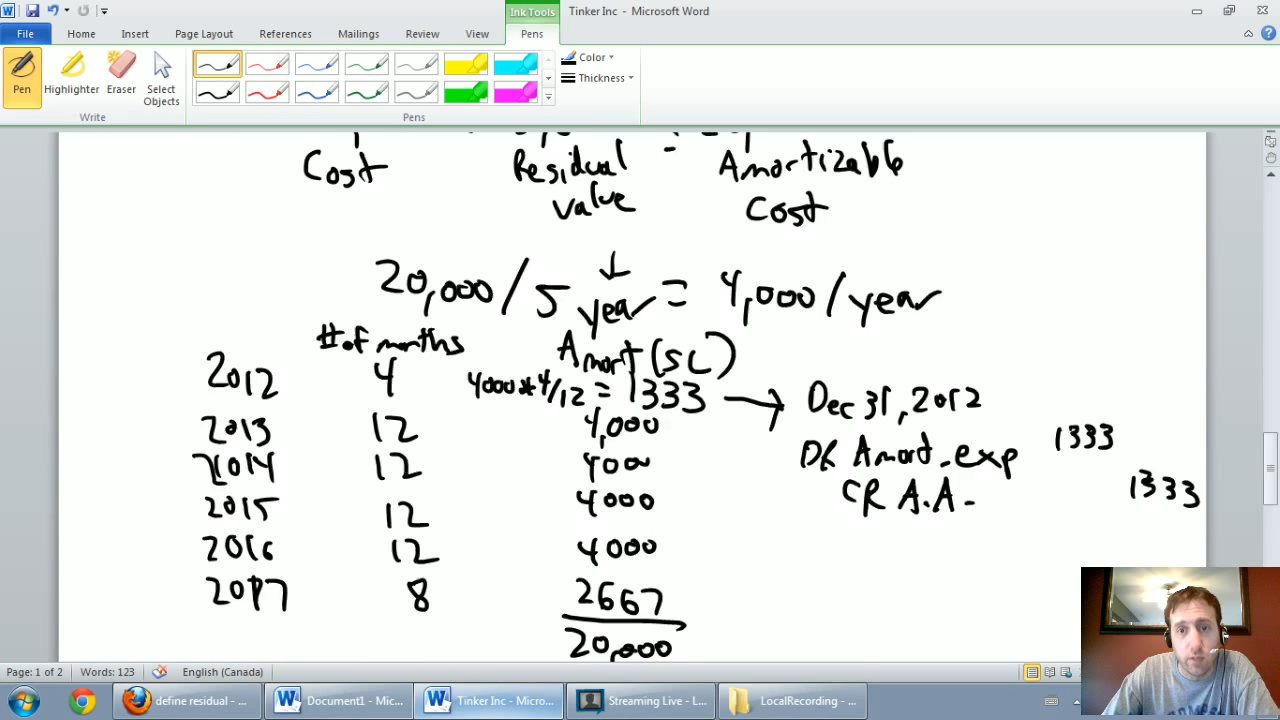 Ink Tools
Tinker Inc - Microsoft Word
File Home Insert Page Layout References Mailings Review View Pens
Pen Highlighter Eraser Select Objects
Color
Thickness
Write Pens
Cost Residual value = Amortizable Cost
20,000 / 5 year = 4,000 / year
# of months Amort (SL)
2012 4 4000 * 4/12 = 1333 Dec 31, 2012
2013 12 4,000
2014 12 4000 DR Amort. exp 1333
2015 12 4000 CR A.A. 1333
2016 12 4000
2017 8 2667
20,000
Page: 1 of 2 Words: 123 English (Canada)
define residual - ... Document1 - Mic... Tinker Inc - Micro... Streaming Live - L... LocalRecording - ...